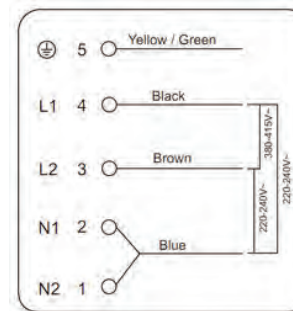 5 Yellow / Green
L1 4 Black
L2 3 Brown
N1 2
Blue
N2 1
380-415V~
220-240V~
220-240V~